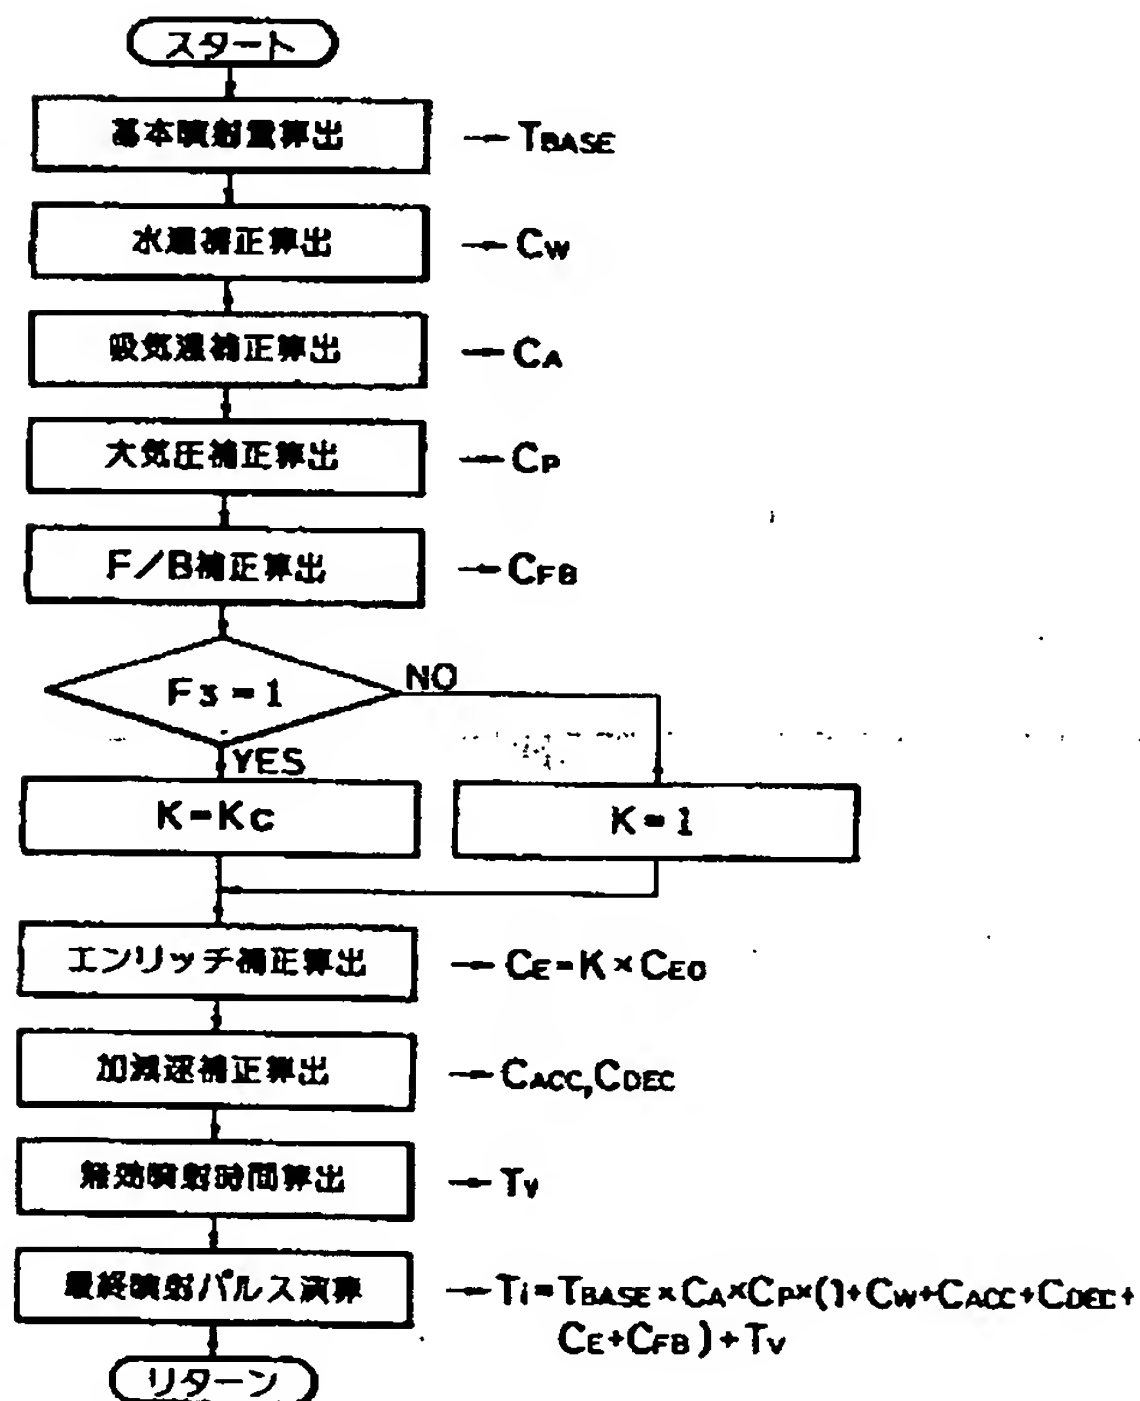 スタート
基本噴射量算出 → TBASE
水温補正算出 → CW
吸気温補正算出 → CA
大気圧補正算出 → CP
F/B補正算出 → CFB
F3=1
NO
YES
K=KC
K=1
エンリッチ補正算出 → CE=K×CEO
加減速補正算出 → CACC,CDEC
無効噴射時間算出 → TV
最終噴射パルス演算 → Ti=TBASE×CA×CP×(1+CW+CACC+CDEC+
CE+CFB)+TV
リターン